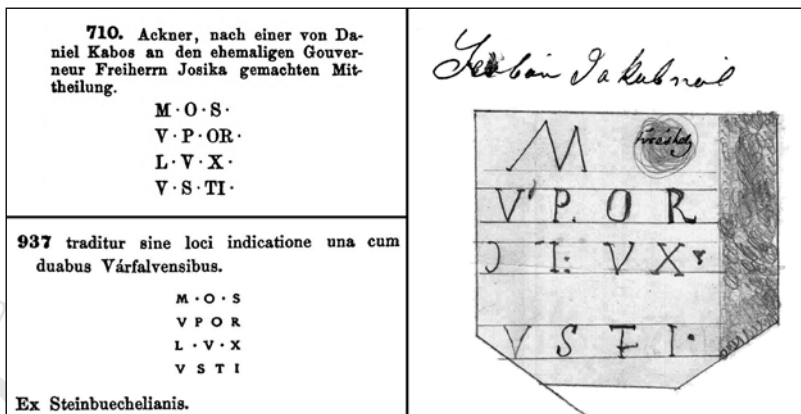 710. Ackner, nach einer von Da-
niel Kabos an den ehemaligen Gouver-
neur Freiherrn Josika gemachten Mit-
theilung.
M · O · S ·
V · P · OR ·
L · V · X ·
V · S · TI ·
937 traditur sine loci indicatione una cum
duabus Várfalvensibus.
M · O · S
V P O R
L · V · X
V S T I
Ex Steinbuechelianis.
Jakabnál
M
V' P. O R
Ɔ I: V X ·
V S T I ·